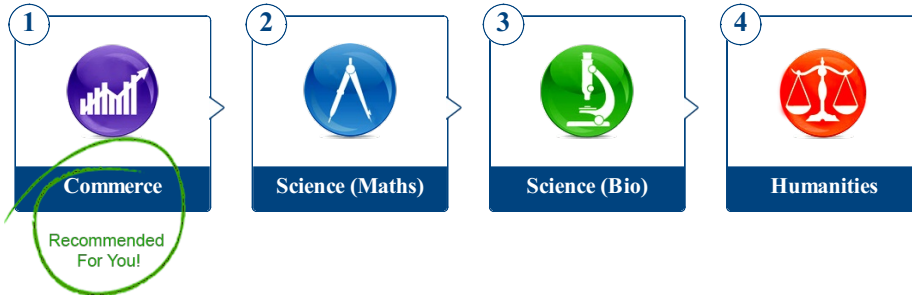 1
2
3
4
Commerce
Science (Maths)
Science (Bio)
Humanities
Recommended
For You!